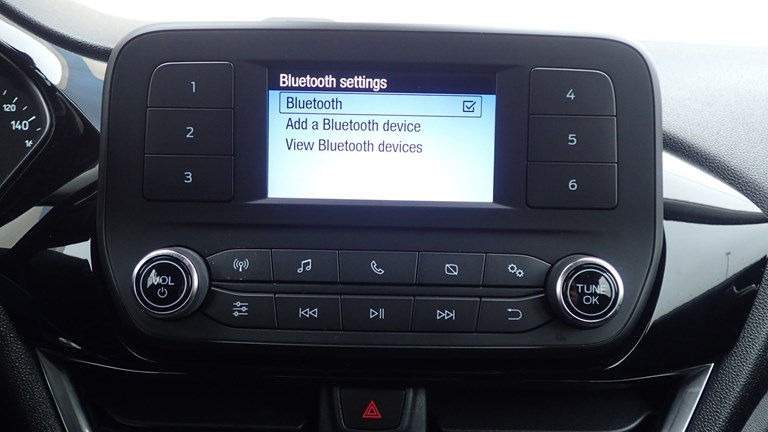 Bluetooth settings
Bluetooth
Add a Bluetooth device
View Bluetooth devices
1
2
3
4
5
6
VOL
TUNE
OK
120
140